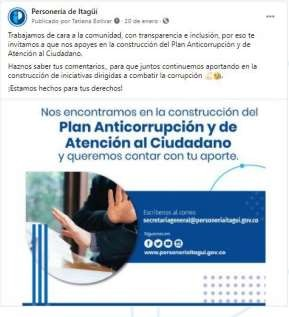 Personería de Itagüí
Publicado por Tatiana Bolivar · 20 de enero ·
Trabajamos de cara a la comunidad, con transparencia e inclusión, por eso te
invitamos a que nos apoyes en la construcción del Plan Anticorrupción y de
Atención al Ciudadano.
Haznos saber tus comentarios, para que juntos continuemos aportando en la
construcción de iniciativas dirigidas a combatir la corrupción
¡Estamos hechos para tus derechos!
Nos encontramos en la construcción del
Plan Anticorrupción y de
Atención al Ciudadano
y queremos contar con tu aporte.
Escríbenos al correo
secretariageneral@personeriaitagui.gov.co
Síguenos en:
www.personeriaitagui.gov.co